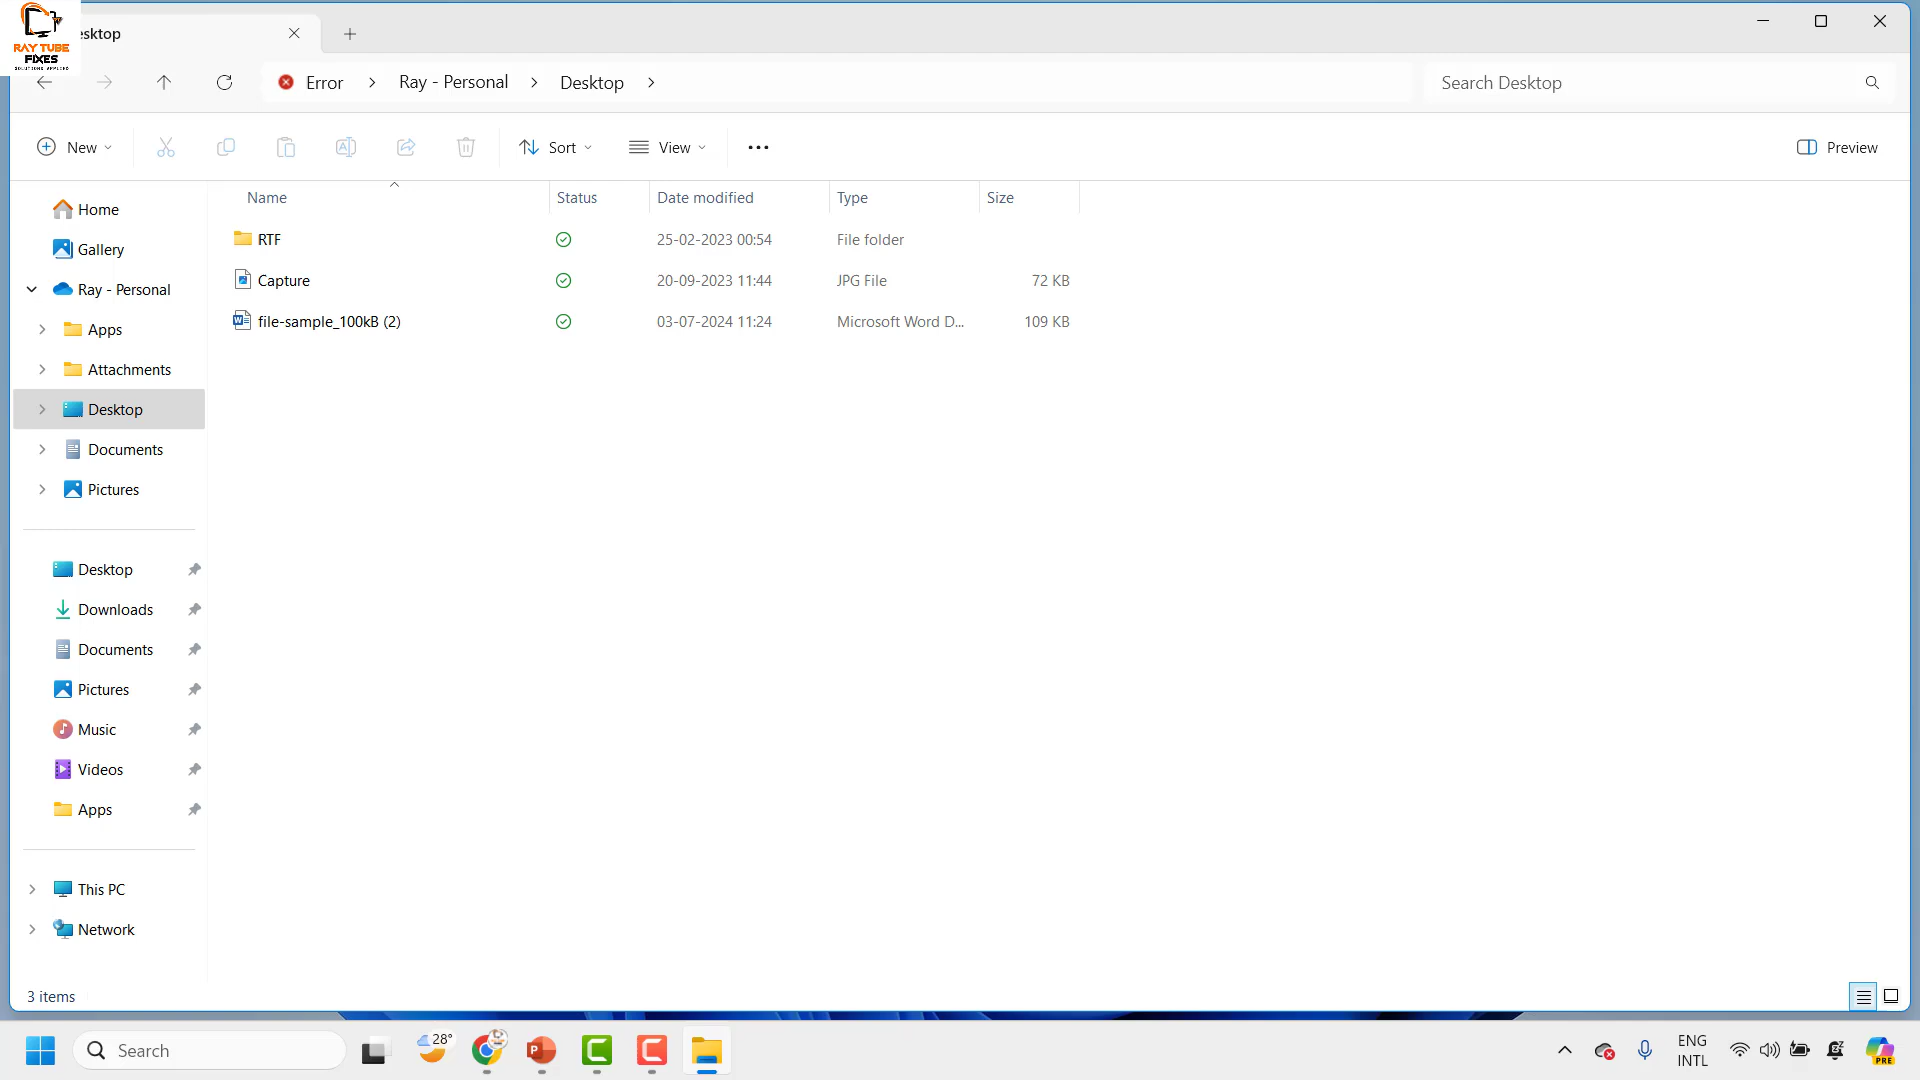 RAY TUBE
FIXES
SOLUTIONS APPLIED
esktop
Error > Ray - Personal > Desktop >
Search Desktop
New
Sort
View
Preview
Name Status Date modified Type Size
RTF 25-02-2023 00:54 File folder
Capture 20-09-2023 11:44 JPG File 72 KB
file-sample_100kB (2) 03-07-2024 11:24 Microsoft Word D... 109 KB
Home
Gallery
Ray - Personal
Apps
Attachments
Desktop
Documents
Pictures
Desktop
Downloads
Documents
Pictures
Music
Videos
Apps
This PC
Network
3 items
Search
28°
ENG
INTL
PRE